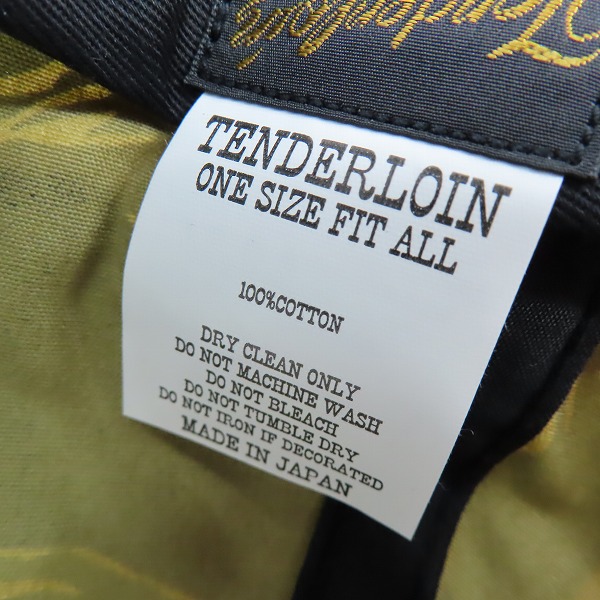 Tenderloin
TENDERLOIN
ONE SIZE FIT ALL
100%COTTON
DRY CLEAN ONLY
DO NOT MACHINE WASH
DO NOT BLEACH
DO NOT TUMBLE DRY
DO NOT IRON IF DECORATED
MADE IN JAPAN